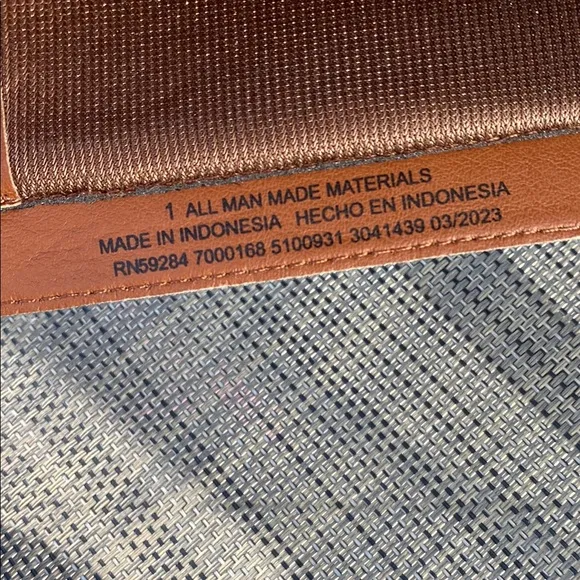 1 ALL MAN MADE MATERIALS
MADE IN INDONESIA HECHO EN INDONESIA
RN59284 7000168 5100931 3041439 03/2023